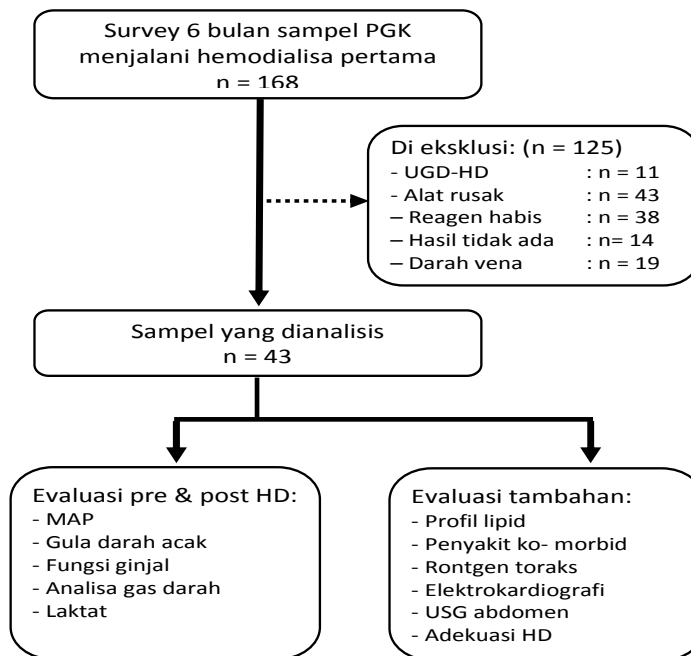 Survey 6 bulan sampel PGK
menjalani hemodialisa pertama
n = 168
Di eksklusi: (n = 125)
- UGD-HD : n = 11
- Alat rusak : n = 43
– Reagen habis : n = 38
– Hasil tidak ada : n= 14
– Darah vena : n = 19
Sampel yang dianalisis
n = 43
Evaluasi pre & post HD:
- MAP
- Gula darah acak
- Fungsi ginjal
- Analisa gas darah
- Laktat
Evaluasi tambahan:
- Profil lipid
- Penyakit ko- morbid
- Rontgen toraks
- Elektrokardiografi
- USG abdomen
- Adekuasi HD